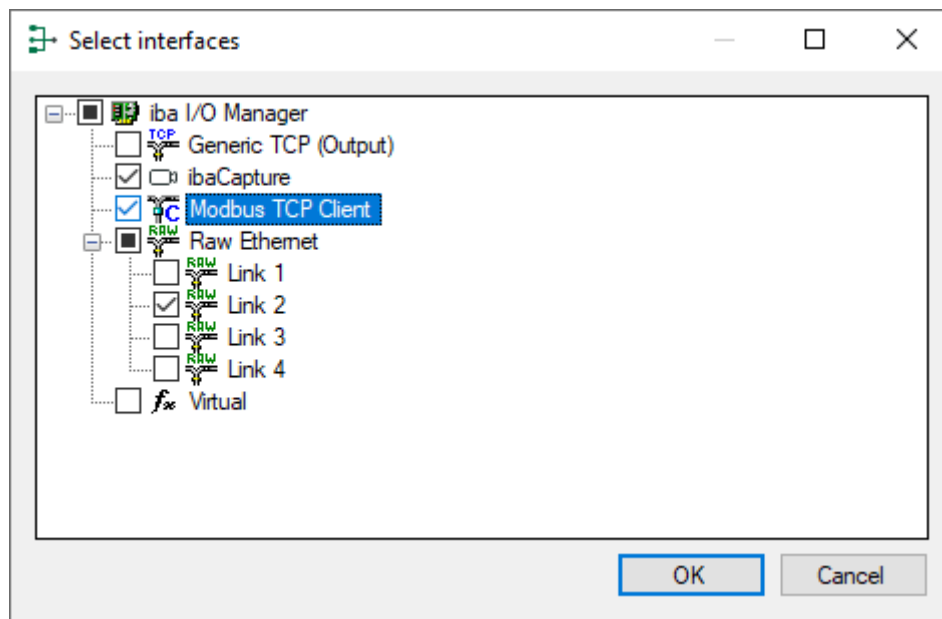 Select interfaces
iba I/O Manager
TCP Generic TCP (Output)
ibaCapture
C Modbus TCP Client
RAW Raw Ethernet
RAW Link 1
RAW Link 2
RAW Link 3
RAW Link 4
fx Virtual
OK Cancel